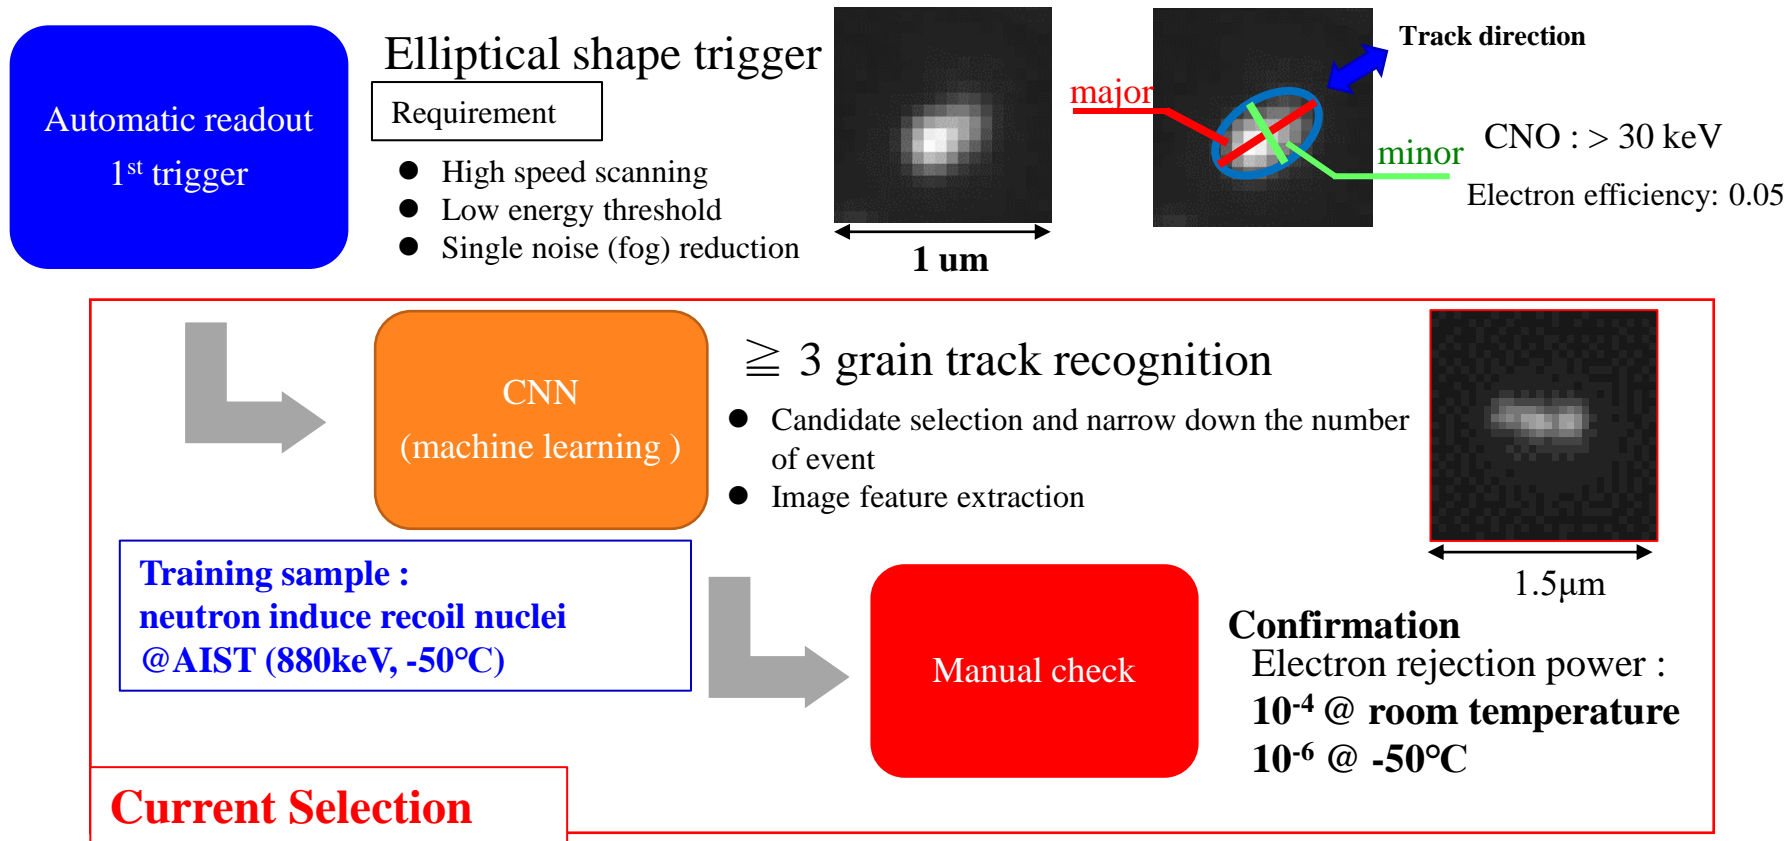 Automatic readout
1st trigger
Elliptical shape trigger
Requirement
● High speed scanning
● Low energy threshold
● Single noise (fog) reduction
1 um
major
minor
Track direction
CNO : > 30 keV
Electron efficiency: 0.05
CNN
(machine learning )
≧ 3 grain track recognition
● Candidate selection and narrow down the number
of event
● Image feature extraction
1.5μm
Training sample :
neutron induce recoil nuclei
@AIST (880keV, -50℃)
Manual check
Confirmation
Electron rejection power :
10-4 @ room temperature
10-6 @ -50℃
Current Selection